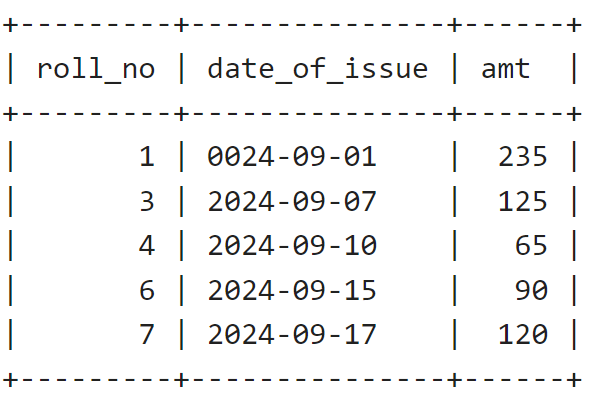 +---------+---------------+------+
| roll_no | date_of_issue | amt  |
+---------+---------------+------+
|       1 | 0024-09-01    |  235 |
|       3 | 2024-09-07    |  125 |
|       4 | 2024-09-10    |   65 |
|       6 | 2024-09-15    |   90 |
|       7 | 2024-09-17    |  120 |
+---------+---------------+------+